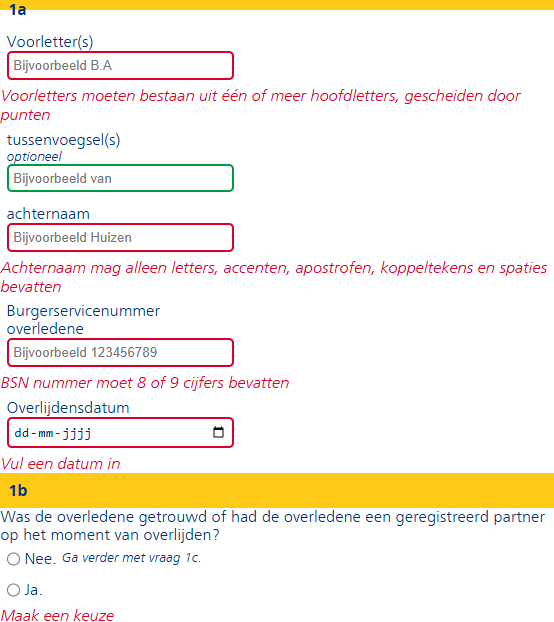 1a
Voorletter(s)
Bijvoorbeeld B.A
Voorletters moeten bestaan uit één of meer hoofdletters, gescheiden door
punten
tussenvoegsel(s)
optioneel
Bijvoorbeeld van
achternaam
Bijvoorbeeld Huizen
Achternaam mag alleen letters, accenten, apostrofen, koppeltekens en spaties
bevatten
Burgerservicenummer
overledene
Bijvoorbeeld 123456789
BSN nummer moet 8 of 9 cijfers bevatten
Overlijdensdatum
dd-mm-jjjj
Vul een datum in
1b
Was de overledene getrouwd of had de overledene een geregistreerd partner
op het moment van overlijden?
Nee. Ga verder met vraag 1c.
Ja.
Maak een keuze